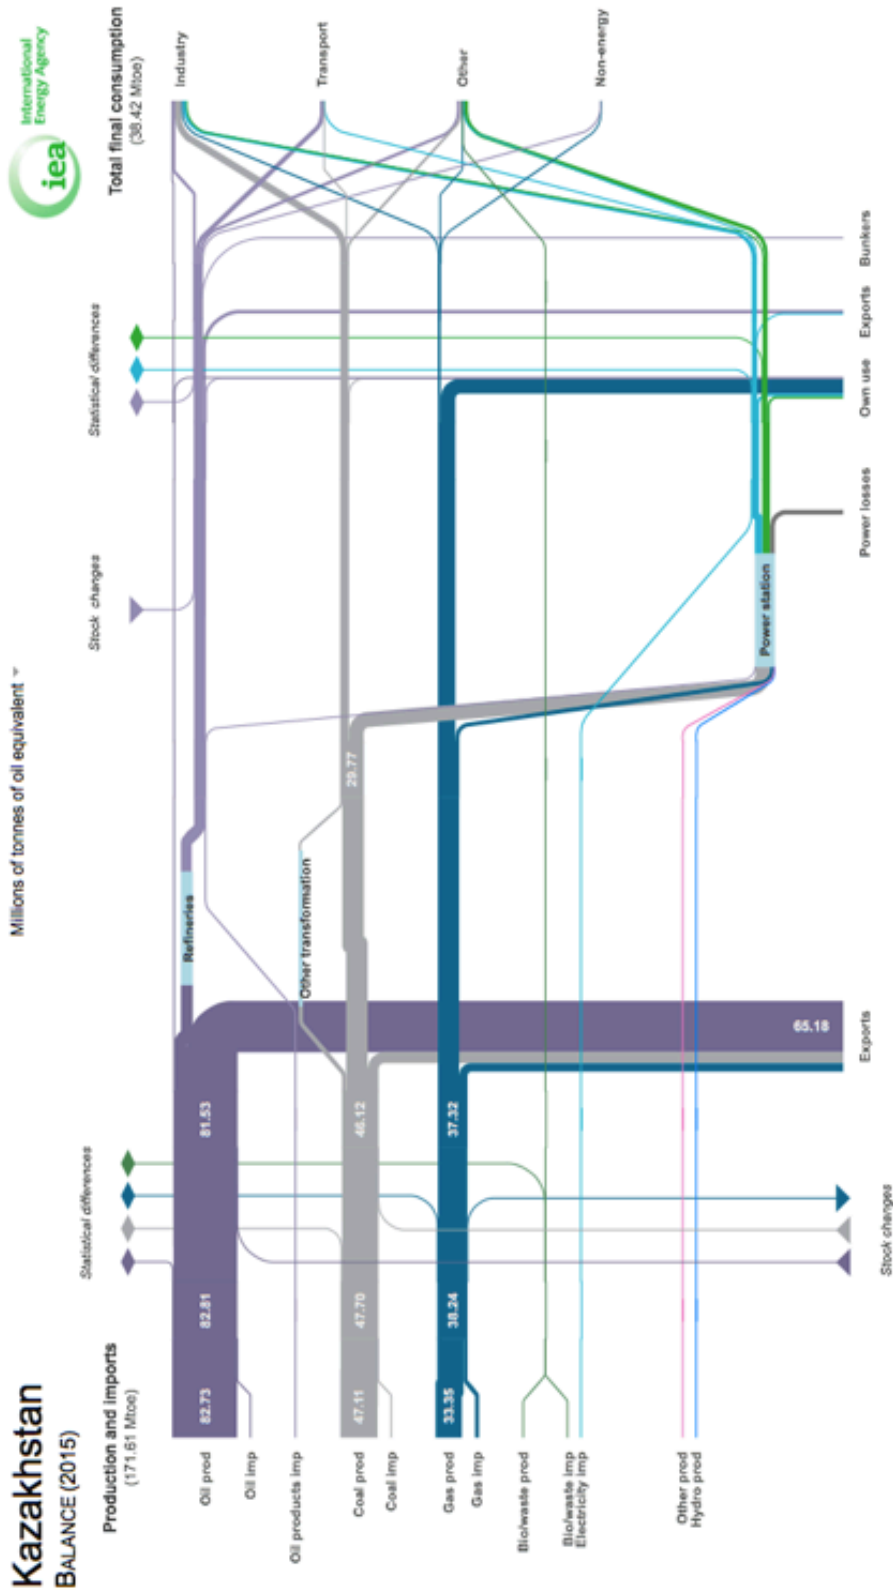 Kazakhstan
BALANCE (2015)
Millions of tonnes of oil equivalent
iea
International
Energy Agency
Production and imports
(171.61 Mtoe)
Statistical differences
Stock changes
Statistical differences
Total final consumption
(38.42 Mtoe)
Oil prod
82.73
82.81
81.53
Refineries
Industry
Oil imp
Oil products imp
Other transformation
Transport
Coal prod
47.11
47.70
46.12
29.77
Coal imp
Gas prod
33.35
38.24
37.32
Other
Gas imp
Bio/waste prod
Bio/waste imp
Electricity imp
Non-energy
Other prod
Hydro prod
Power station
65.18
Stock changes
Exports
Power losses
Own use
Exports
Bunkers